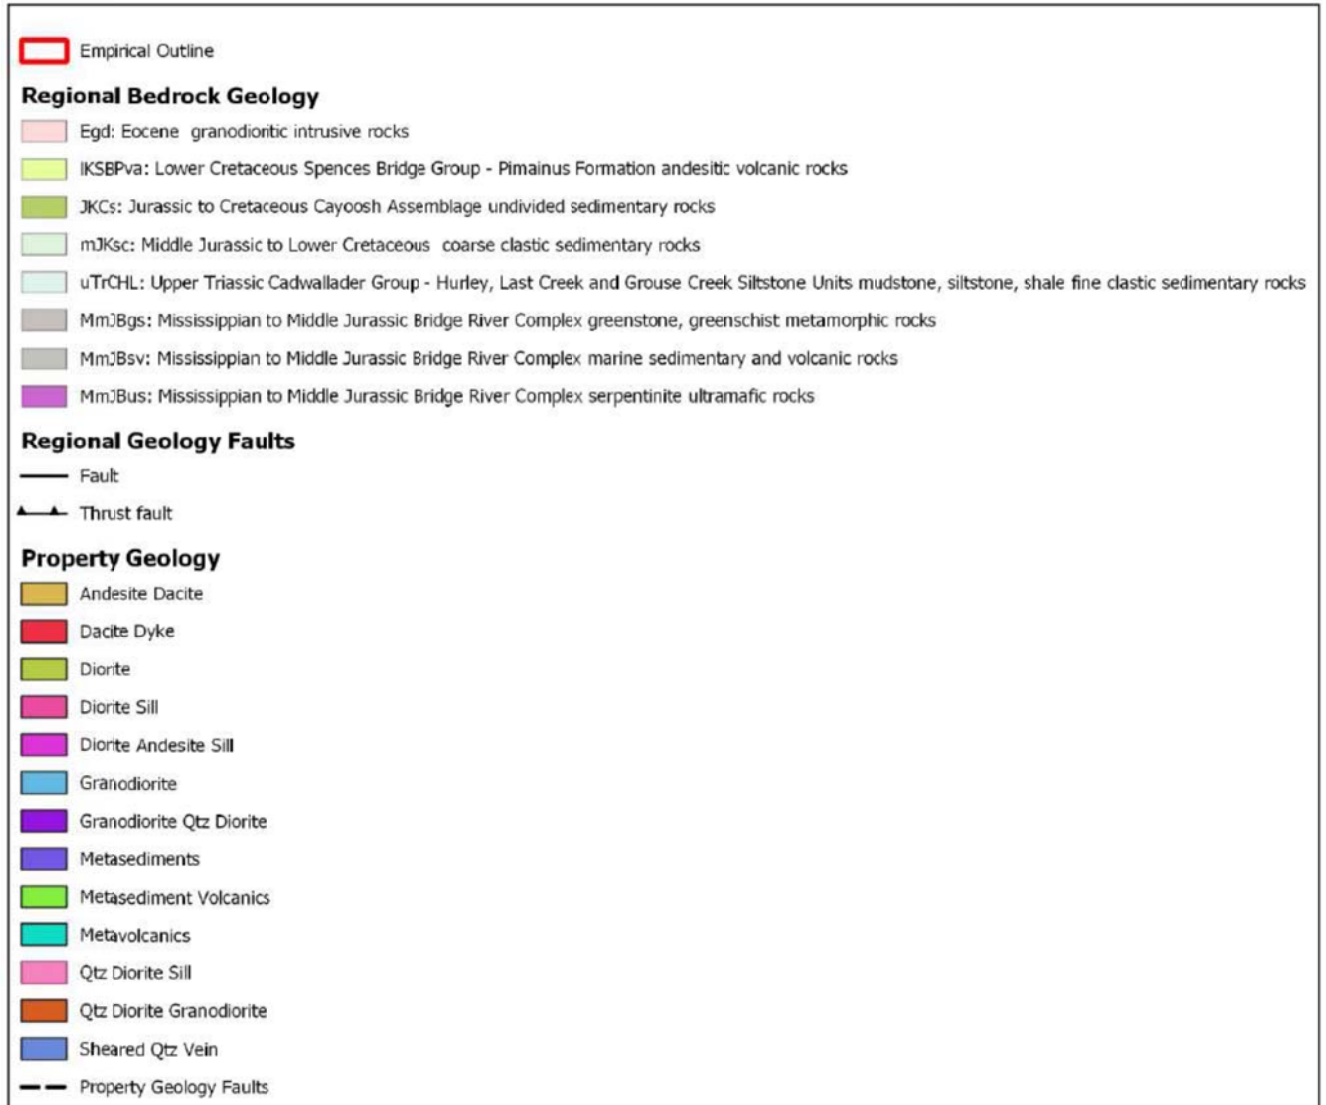 Empirical Outline
Regional Bedrock Geology
Egd: Eocene granodioritic intrusive rocks
lKSBPva: Lower Cretaceous Spences Bridge Group - Pimainus Formation andesitic volcanic rocks
JKCs: Jurassic to Cretaceous Cayoosh Assemblage undivided sedimentary rocks
mJKsc: Middle Jurassic to Lower Cretaceous coarse clastic sedimentary rocks
uTrCHL: Upper Triassic Cadwallader Group - Hurley, Last Creek and Grouse Creek Siltstone Units mudstone, siltstone, shale fine clastic sedimentary rocks
MmJBgs: Mississippian to Middle Jurassic Bridge River Complex greenstone, greenschist metamorphic rocks
MmJBsv: Mississippian to Middle Jurassic Bridge River Complex marine sedimentary and volcanic rocks
MmJBus: Mississippian to Middle Jurassic Bridge River Complex serpentinite ultramafic rocks
Regional Geology Faults
Fault
Thrust fault
Property Geology
Andesite Dacite
Dacite Dyke
Diorite
Diorite Sill
Diorite Andesite Sill
Granodiorite
Granodiorite Qtz Diorite
Metasediments
Metasediment Volcanics
Metavolcanics
Qtz Diorite Sill
Qtz Diorite Granodiorite
Sheared Qtz Vein
Property Geology Faults